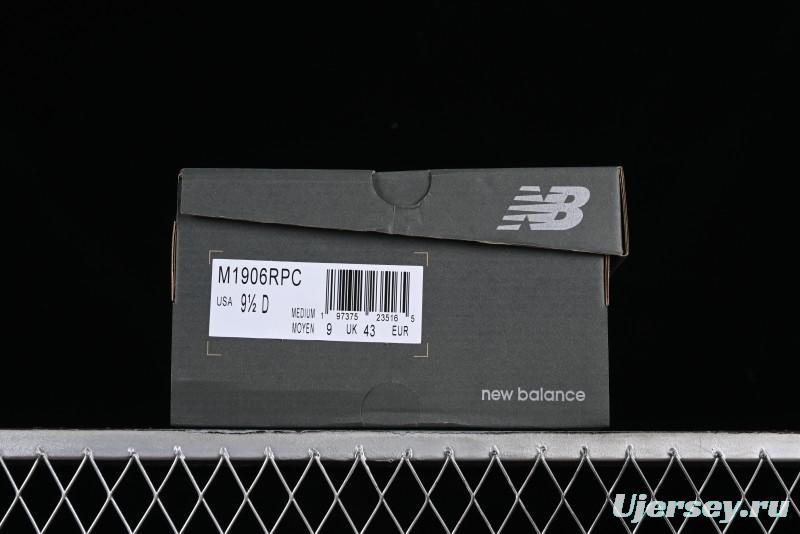 NB
M1906RPC
USA 9½ D
MEDIUM
MOYEN
1 97375 23516 5
9 UK 43 EUR
new balance
Ujersey.ru